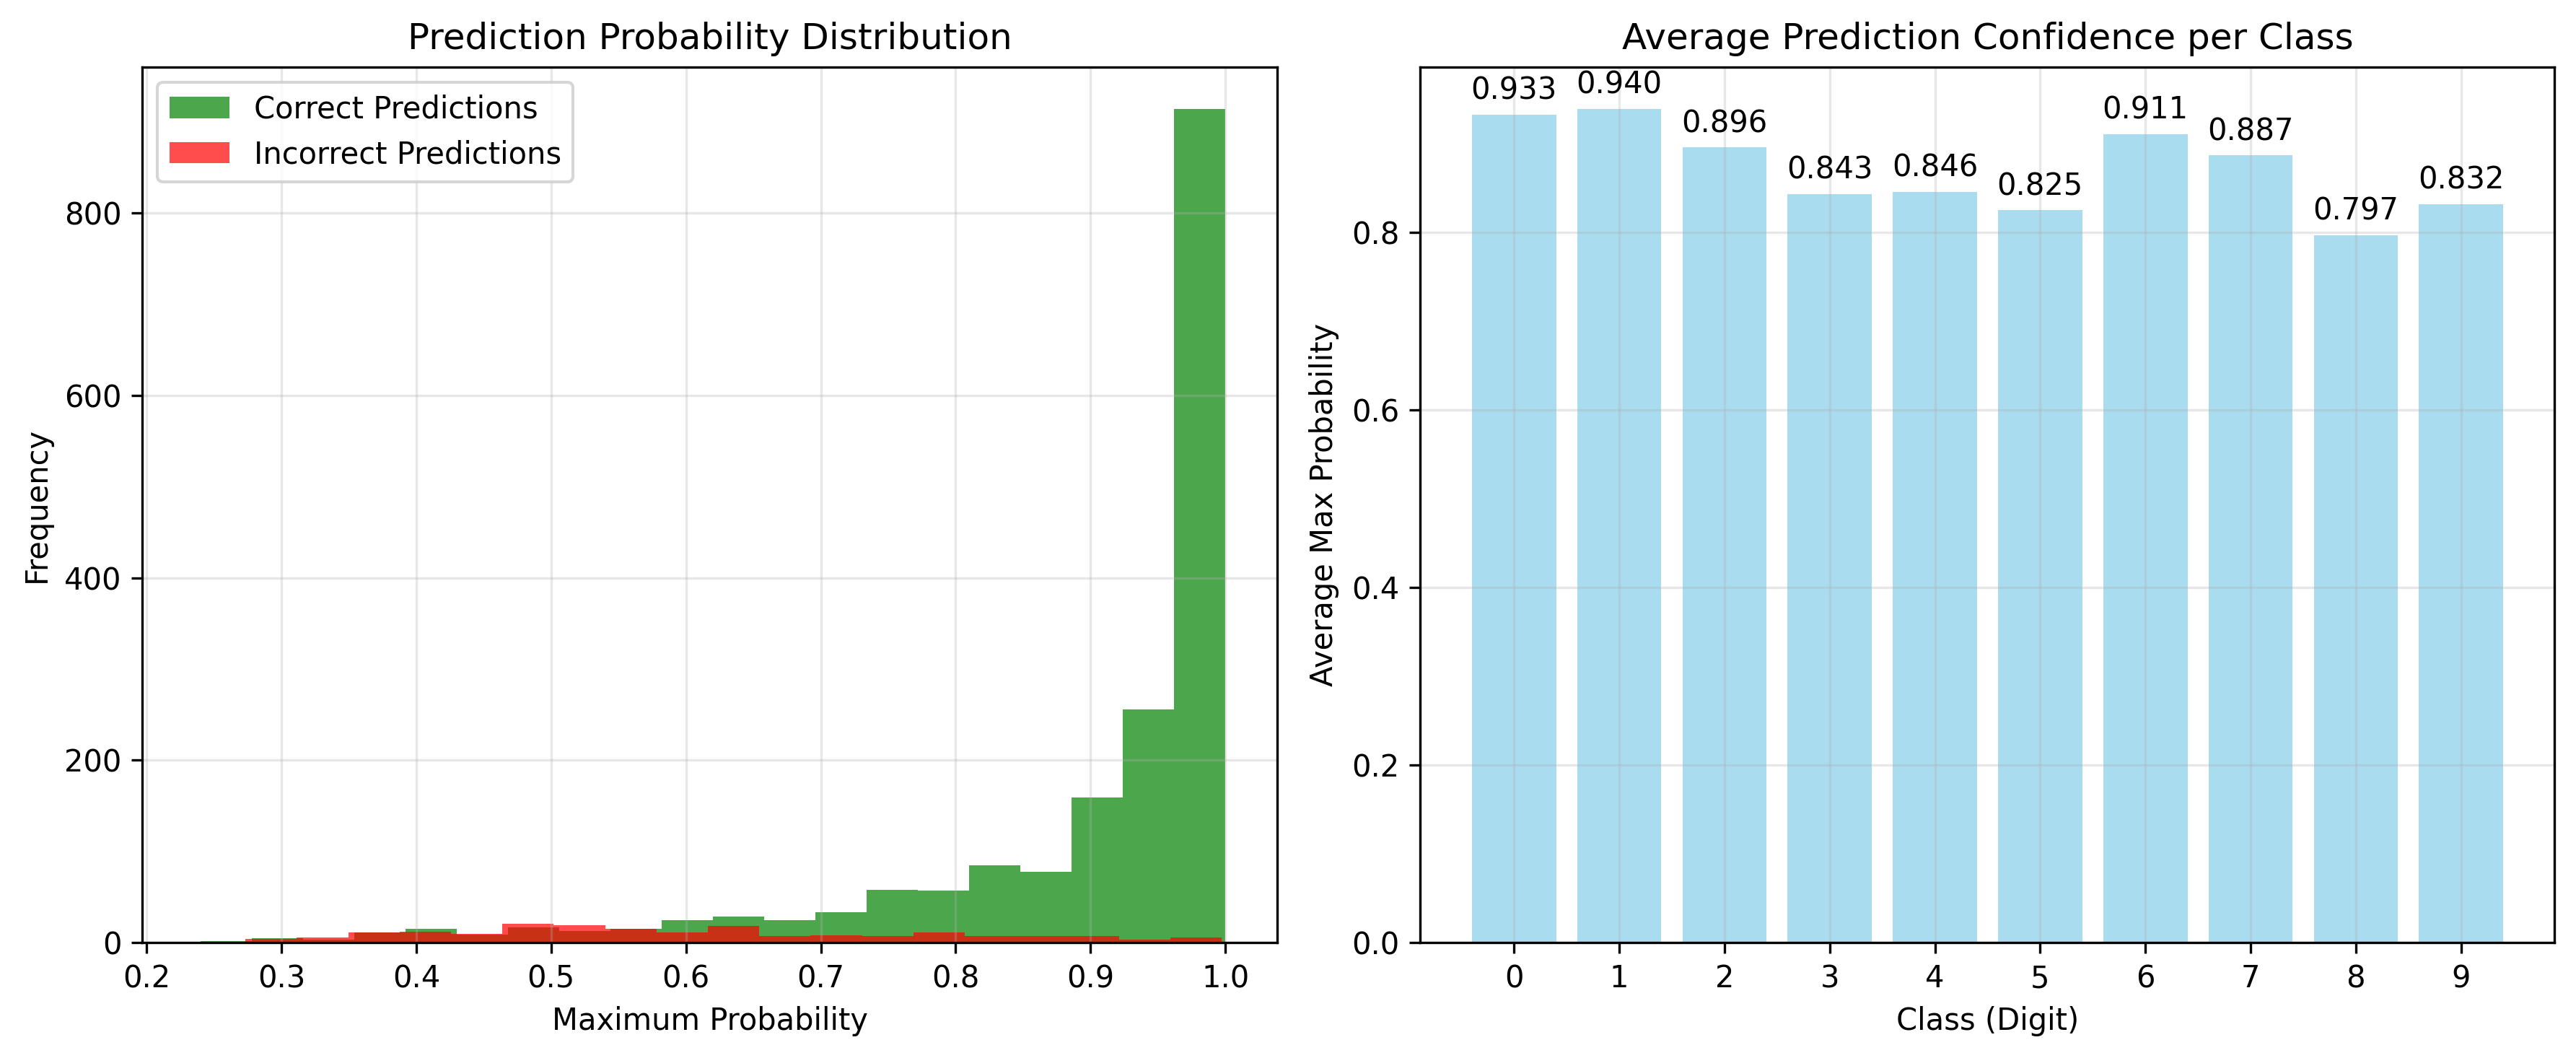 Prediction Probability Distribution
Correct Predictions
Incorrect Predictions
800
600
400
200
0
Frequency
0.2 0.3 0.4 0.5 0.6 0.7 0.8 0.9 1.0
Maximum Probability
Average Prediction Confidence per Class
0.933 0.940 0.896 0.843 0.846 0.825 0.911 0.887 0.797 0.832
0.8
0.6
0.4
0.2
0.0
Average Max Probability
0 1 2 3 4 5 6 7 8 9
Class (Digit)